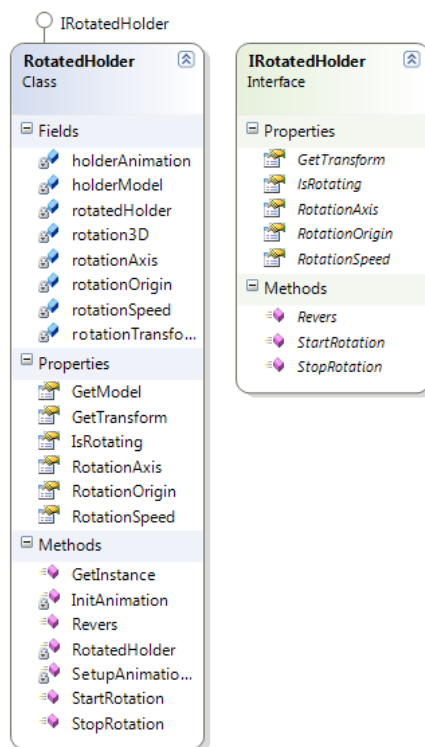 IRotatedHolder
RotatedHolder
Class
Fields
holderAnimation
holderModel
rotatedHolder
rotation3D
rotationAxis
rotationOrigin
rotationSpeed
rotationTransfo...
Properties
GetModel
GetTransform
IsRotating
RotationAxis
RotationOrigin
RotationSpeed
Methods
GetInstance
InitAnimation
Revers
RotatedHolder
SetupAnimatio...
StartRotation
StopRotation
IRotatedHolder
Interface
Properties
GetTransform
IsRotating
RotationAxis
RotationOrigin
RotationSpeed
Methods
Revers
StartRotation
StopRotation